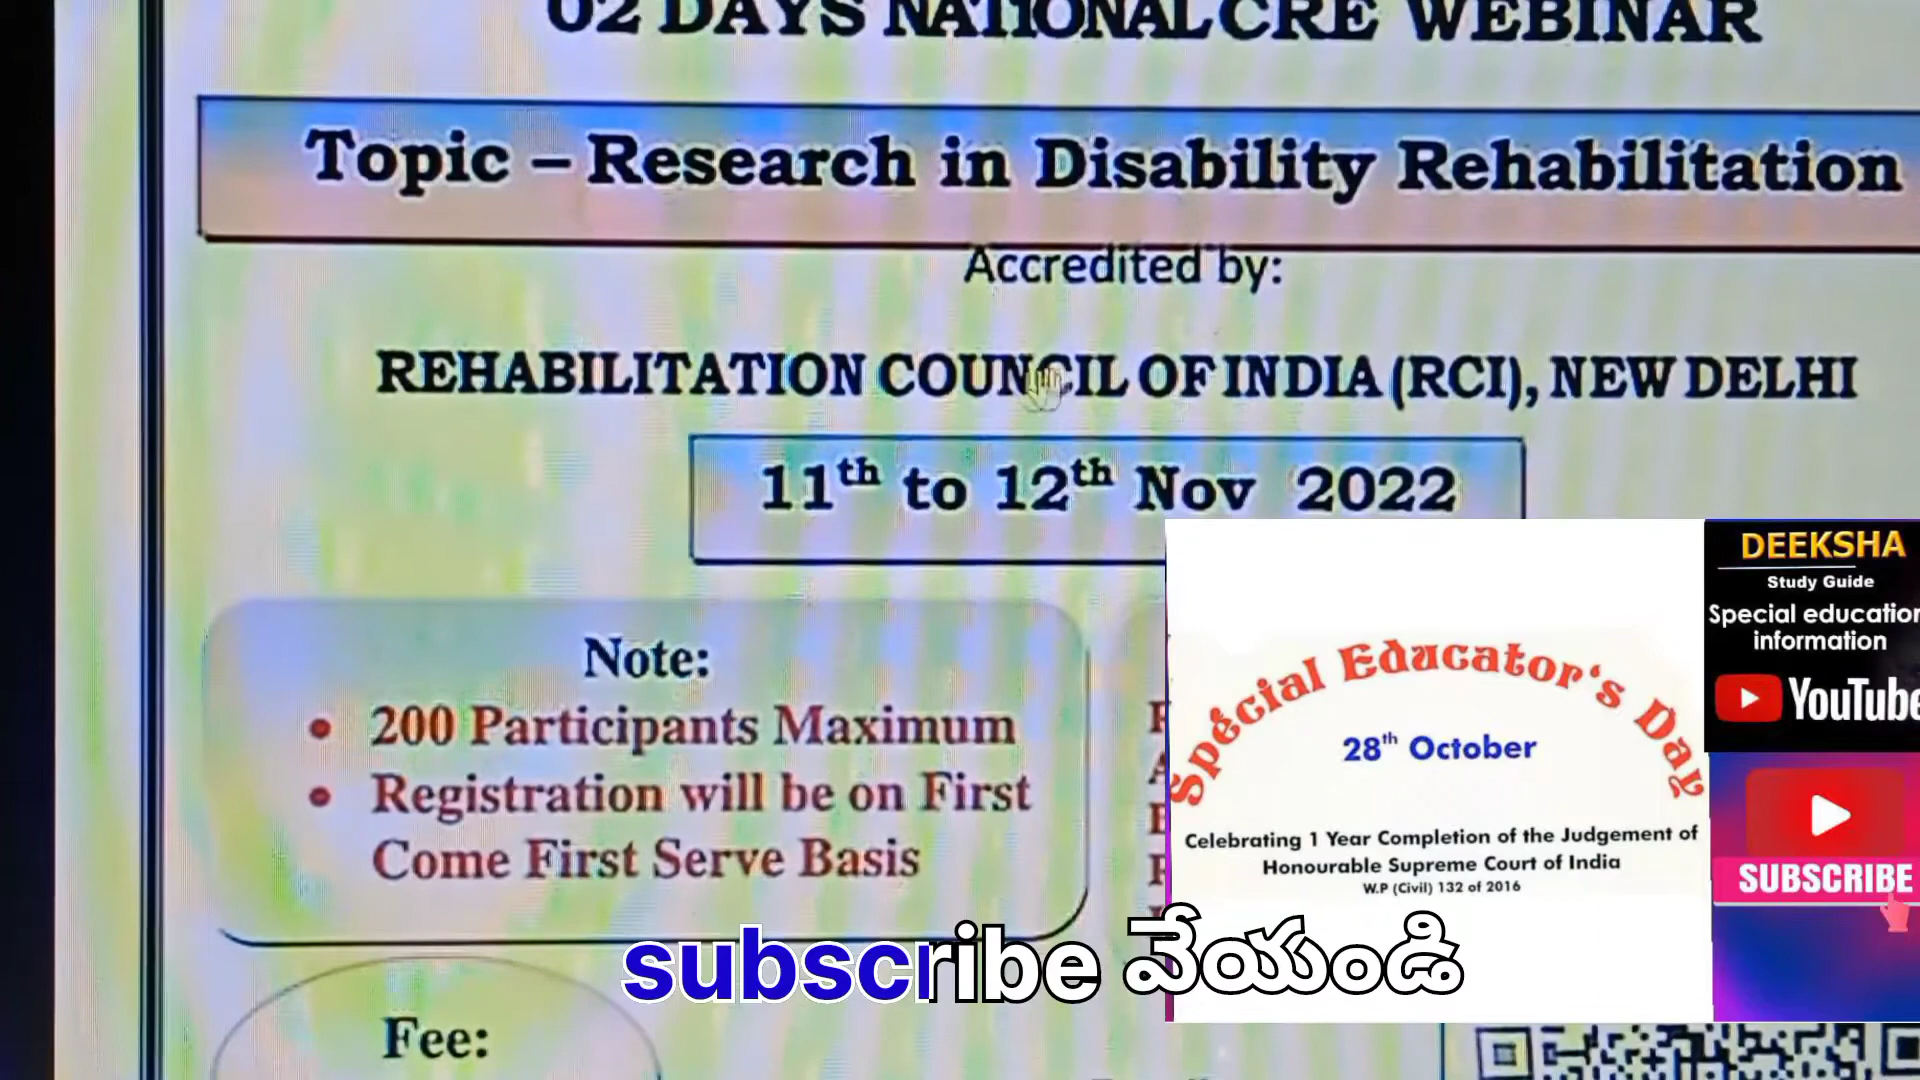 02 DAYS NATIONAL CRE WEBINAR
Topic – Research in Disability Rehabilitation
Accredited by:
REHABILITATION COUNCIL OF INDIA (RCI), NEW DELHI
11th to 12th Nov 2022
Note:
• 200 Participants Maximum
• Registration will be on First
Come First Serve Basis
Fee:
Special Educator's Day
28th October
Celebrating 1 Year Completion of the Judgement of
Honourable Supreme Court of India
W.P (Civil) 132 of 2016
DEEKSHA
Study Guide
Special education
information
YouTube
SUBSCRIBE
subscribe చేయండి